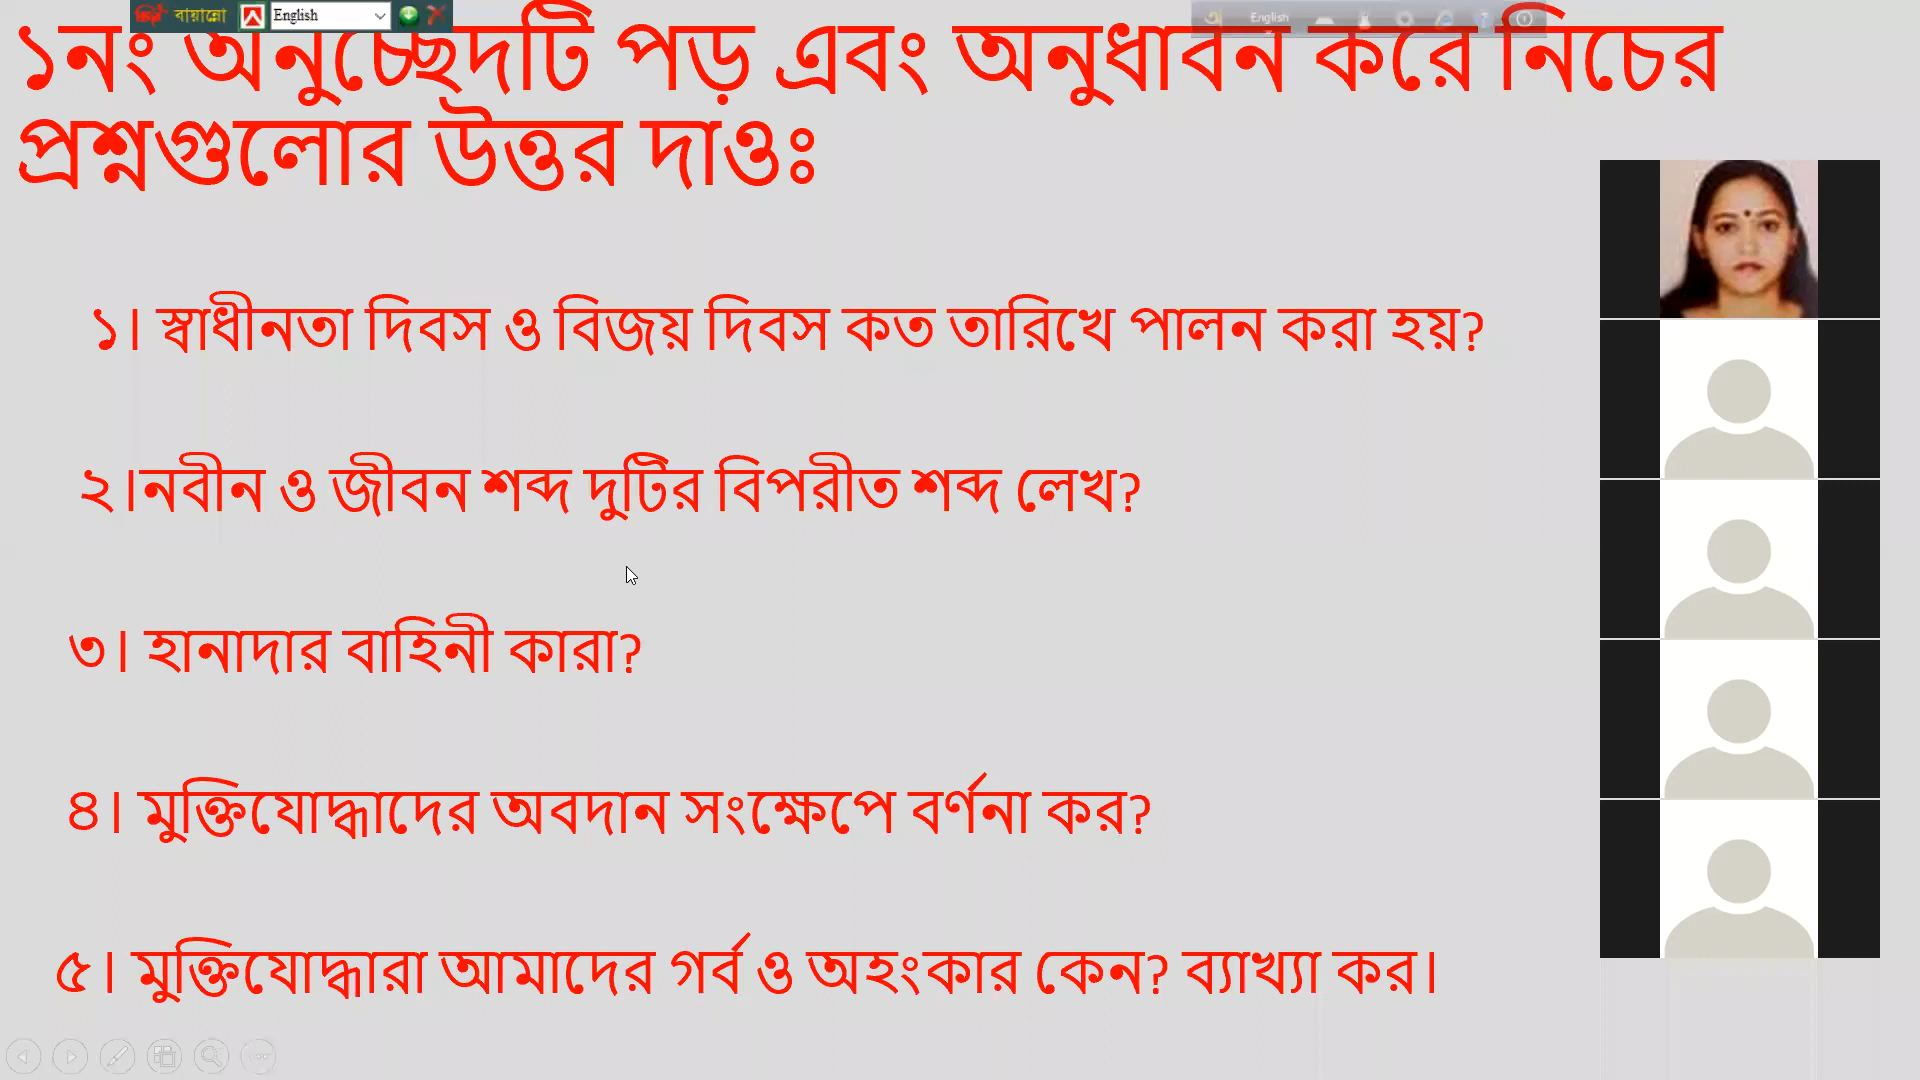 বায়ান্নো English
English
১নং অনুচ্ছেদটি পড় এবং অনুধাবন করে নিচের
প্রশ্নগুলোর উত্তর দাওঃ
১। স্বাধীনতা দিবস ও বিজয় দিবস কত তারিখে পালন করা হয়?
২।নবীন ও জীবন শব্দ দুটির বিপরীত শব্দ লেখ?
৩। হানাদার বাহিনী কারা?
৪। মুক্তিযোদ্ধাদের অবদান সংক্ষেপে বর্ণনা কর?
৫। মুক্তিযোদ্ধারা আমাদের গর্ব ও অহংকার কেন? ব্যাখ্যা কর।